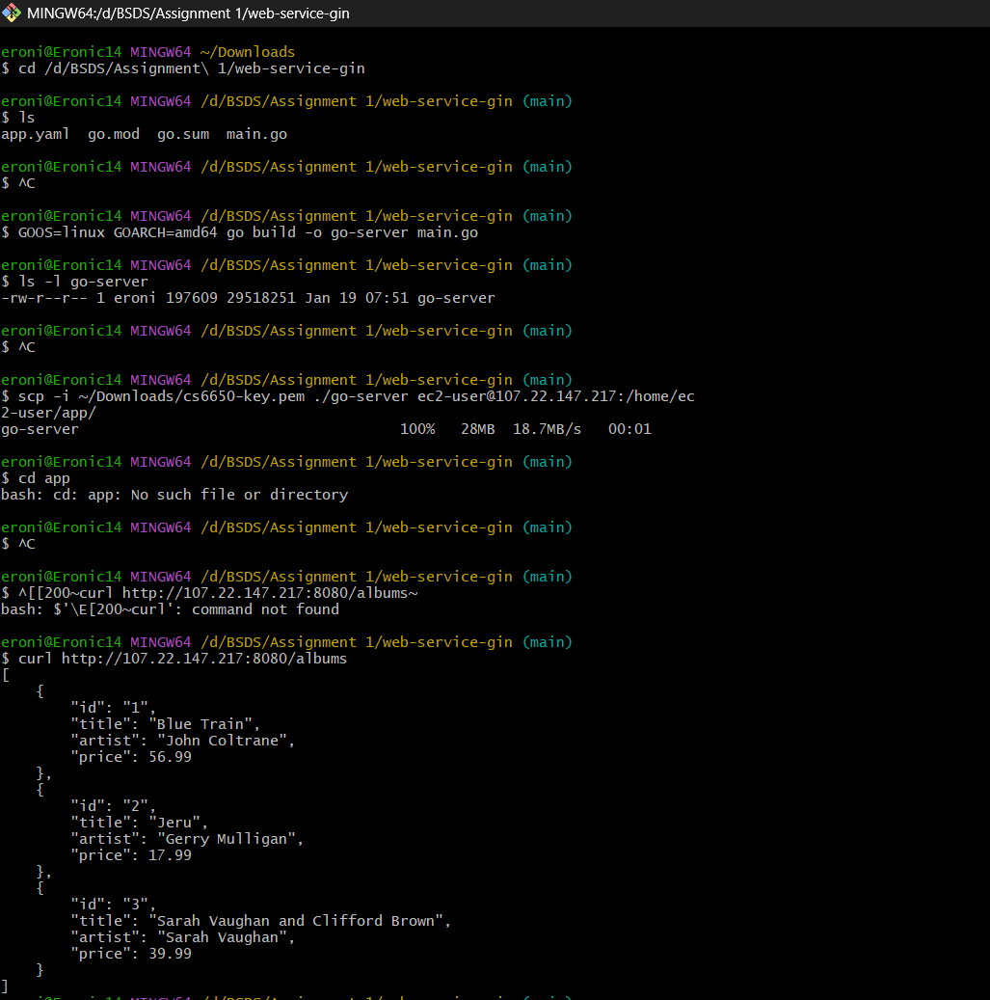 MINGW64:/d/BSDS/Assignment 1/web-service-gin
eroni@Eronic14 MINGW64 ~/Downloads
$ cd /d/BSDS/Assignment\ 1/web-service-gin
eroni@Eronic14 MINGW64 /d/BSDS/Assignment 1/web-service-gin (main)
$ ls
app.yaml  go.mod  go.sum  main.go
eroni@Eronic14 MINGW64 /d/BSDS/Assignment 1/web-service-gin (main)
$ ^C
eroni@Eronic14 MINGW64 /d/BSDS/Assignment 1/web-service-gin (main)
$ GOOS=linux GOARCH=amd64 go build -o go-server main.go
eroni@Eronic14 MINGW64 /d/BSDS/Assignment 1/web-service-gin (main)
$ ls -l go-server
-rw-r--r-- 1 eroni 197609 29518251 Jan 19 07:51 go-server
eroni@Eronic14 MINGW64 /d/BSDS/Assignment 1/web-service-gin (main)
$ ^C
eroni@Eronic14 MINGW64 /d/BSDS/Assignment 1/web-service-gin (main)
$ scp -i ~/Downloads/cs6650-key.pem ./go-server ec2-user@107.22.147.217:/home/ec
2-user/app/
go-server                                     100%   28MB  18.7MB/s   00:01
eroni@Eronic14 MINGW64 /d/BSDS/Assignment 1/web-service-gin (main)
$ cd app
bash: cd: app: No such file or directory
eroni@Eronic14 MINGW64 /d/BSDS/Assignment 1/web-service-gin (main)
$ ^C
eroni@Eronic14 MINGW64 /d/BSDS/Assignment 1/web-service-gin (main)
$ ^[[200~curl http://107.22.147.217:8080/albums~
bash: $'\E[200~curl': command not found
eroni@Eronic14 MINGW64 /d/BSDS/Assignment 1/web-service-gin (main)
$ curl http://107.22.147.217:8080/albums
[
    {
        "id": "1",
        "title": "Blue Train",
        "artist": "John Coltrane",
        "price": 56.99
    },
    {
        "id": "2",
        "title": "Jeru",
        "artist": "Gerry Mulligan",
        "price": 17.99
    },
    {
        "id": "3",
        "title": "Sarah Vaughan and Clifford Brown",
        "artist": "Sarah Vaughan",
        "price": 39.99
    }
]
eroni@Eronic14 MINGW64 /d/BSDS/Assignment 1/web-service-gin (main)